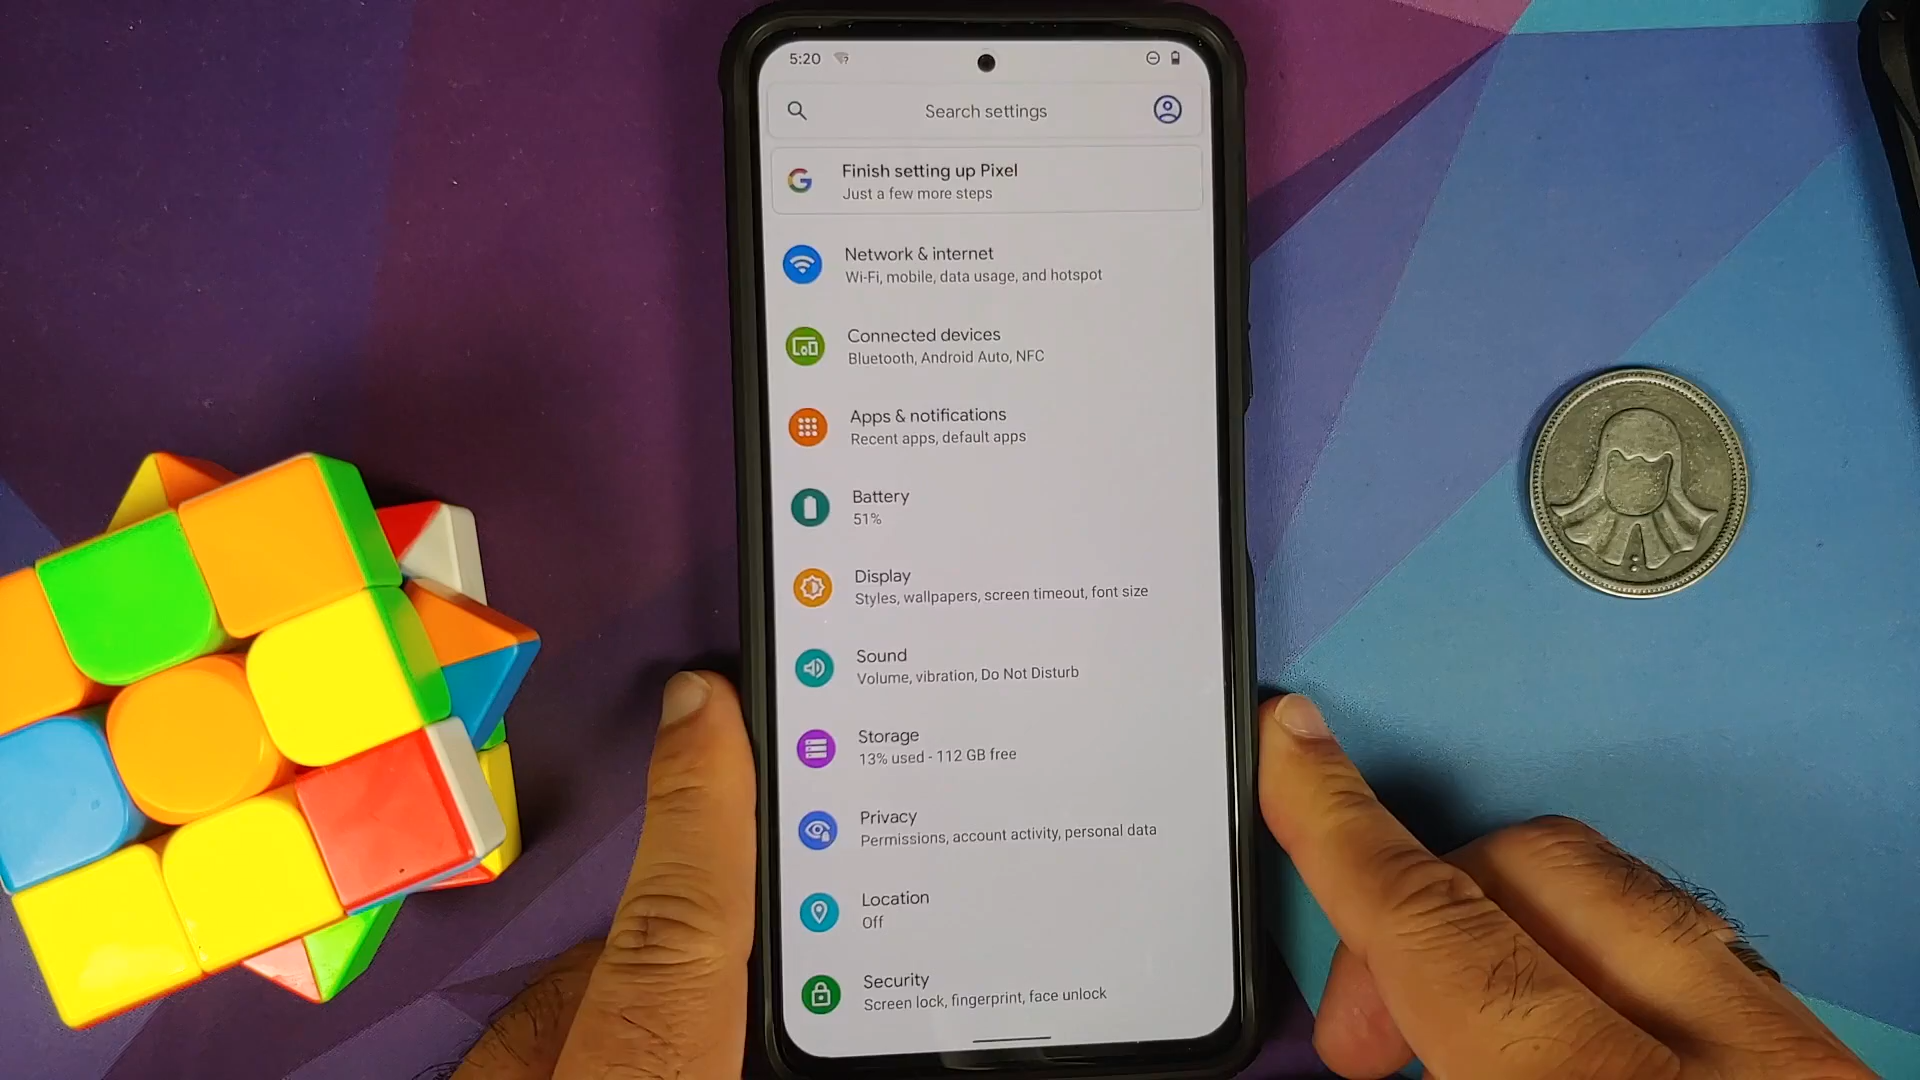 5:20
Search settings
Finish setting up Pixel
Just a few more steps
Network & internet
Wi-Fi, mobile, data usage, and hotspot
Connected devices
Bluetooth, Android Auto, NFC
Apps & notifications
Recent apps, default apps
Battery
51%
Display
Styles, wallpapers, screen timeout, font size
Sound
Volume, vibration, Do Not Disturb
Storage
13% used - 112 GB free
Privacy
Permissions, account activity, personal data
Location
Off
Security
Screen lock, fingerprint, face unlock